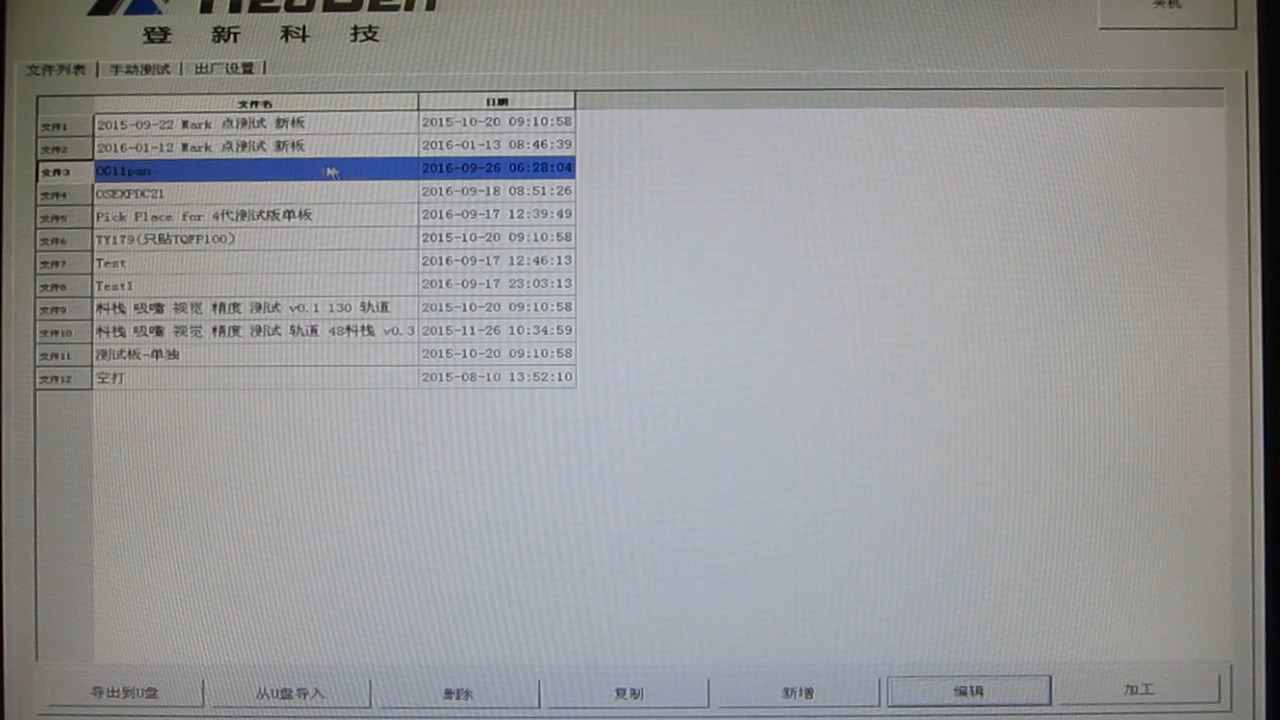 关机
登新科技
文件列表 手动测试 出厂设置
文件名 日期
文件1 2015-09-22 Mark 点测试 新板 2015-10-20 09:10:58
文件2 2016-01-12 Mark 点测试 新板 2016-01-13 08:46:39
文件3 2016-09-26 06:28:04
文件4 OSEXPDC21 2016-09-18 08:51:26
文件5 Pick Place for 4代测试版单板 2016-09-17 12:39:49
文件6 TY179(只贴TQFP100) 2015-10-20 09:10:58
文件7 Test 2016-09-17 12:46:13
文件8 Test1 2016-09-17 23:03:13
文件9 料栈 吸嘴 视觉 精度 测试 v0.1 130 轨道 2015-10-20 09:10:58
文件10 料栈 吸嘴 视觉 精度 测试 轨道 48料栈 v0.3 2015-11-26 10:34:59
文件11 测试板-单独 2015-10-20 09:10:58
文件12 空打 2015-08-10 13:52:10
导出到U盘 从U盘导入 删除 复制 新增 编辑 加工